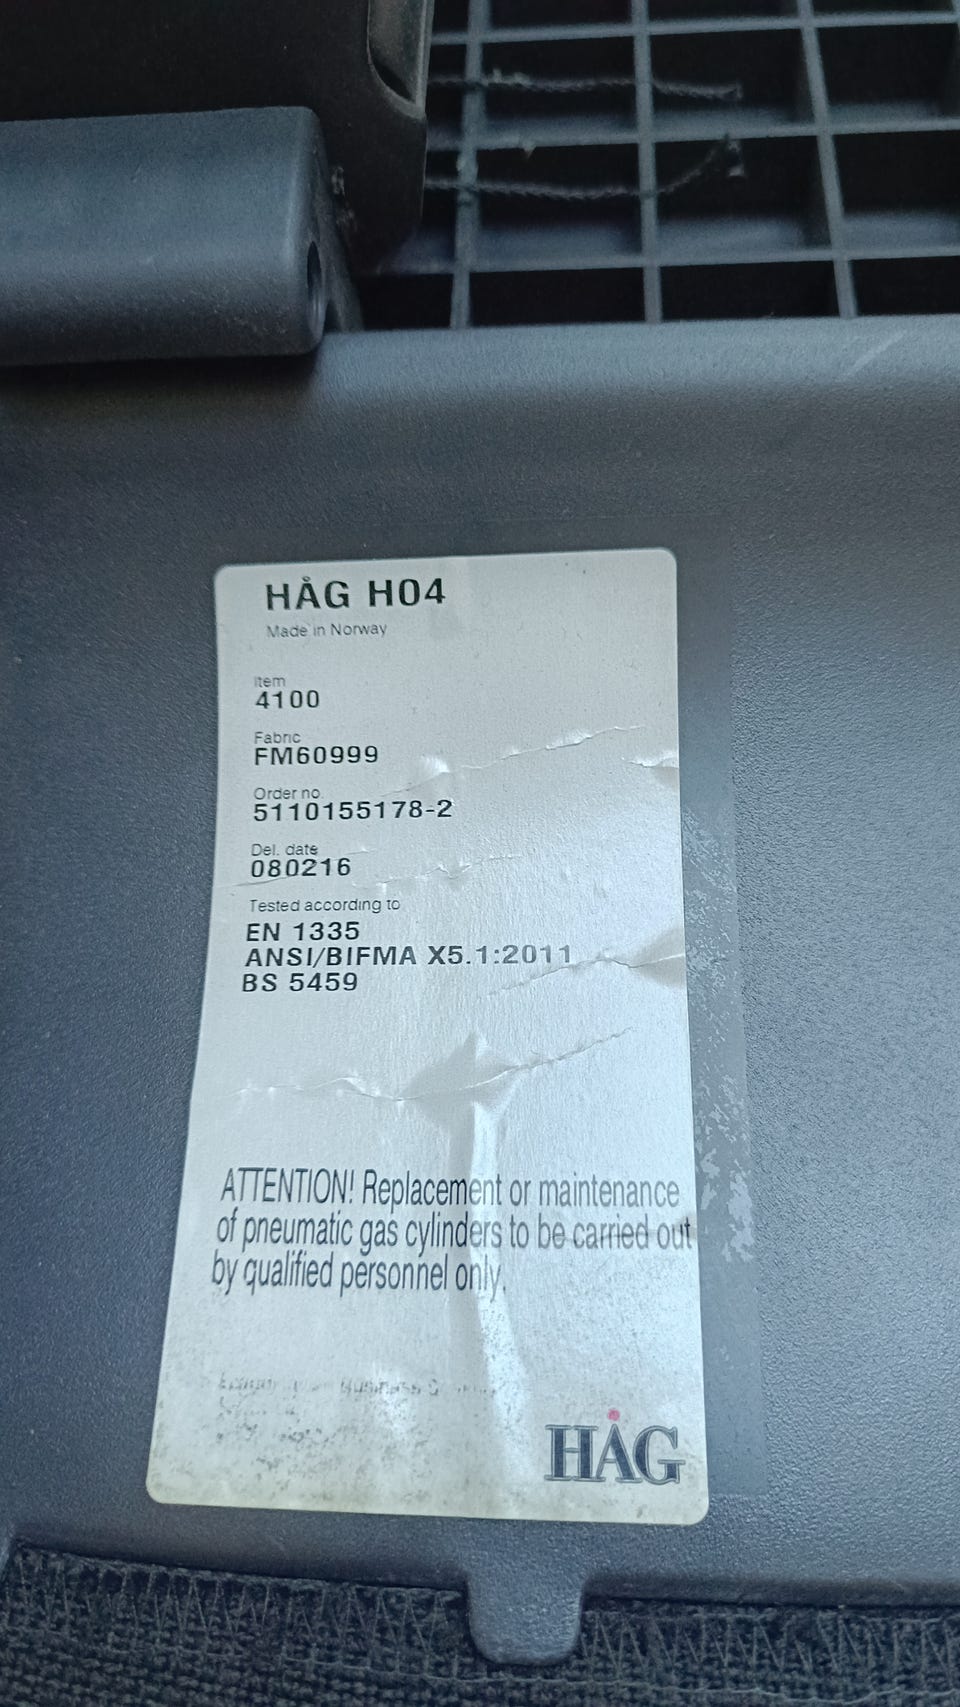 HÅG H04
Made in Norway
Item
4100
Fabric
FM60999
Order no.
5110155178-2
Del. date
080216
Tested according to
EN 1335
ANSI/BIFMA X5.1:2011
BS 5459
ATTENTION! Replacement or maintenance
of pneumatic gas cylinders to be carried out
by qualified personnel only.
HÅG